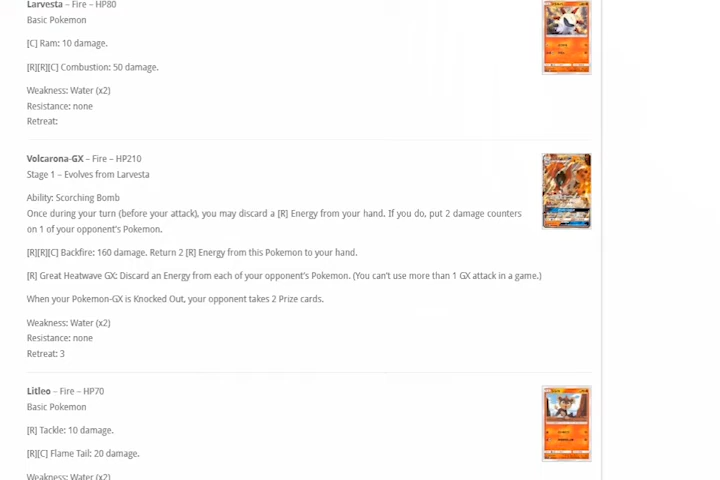 Larvesta – Fire – HP80
Basic Pokemon
[C] Ram: 10 damage.
[R][R][C] Combustion: 50 damage.
Weakness: Water (x2)
Resistance: none
Retreat:
Volcarona-GX – Fire – HP210
Stage 1 – Evolves from Larvesta
Ability: Scorching Bomb
Once during your turn (before your attack), you may discard a [R] Energy from your hand. If you do, put 2 damage counters
on 1 of your opponent's Pokemon.
[R][R][C] Backfire: 160 damage. Return 2 [R] Energy from this Pokemon to your hand.
[R] Great Heatwave GX: Discard an Energy from each of your opponent's Pokemon. (You can't use more than 1 GX attack in a game.)
When your Pokemon-GX is Knocked Out, your opponent takes 2 Prize cards.
Weakness: Water (x2)
Resistance: none
Retreat: 3
Litleo – Fire – HP70
Basic Pokemon
[R] Tackle: 10 damage.
[R][C] Flame Tail: 20 damage.
Weakness: Water (x2)